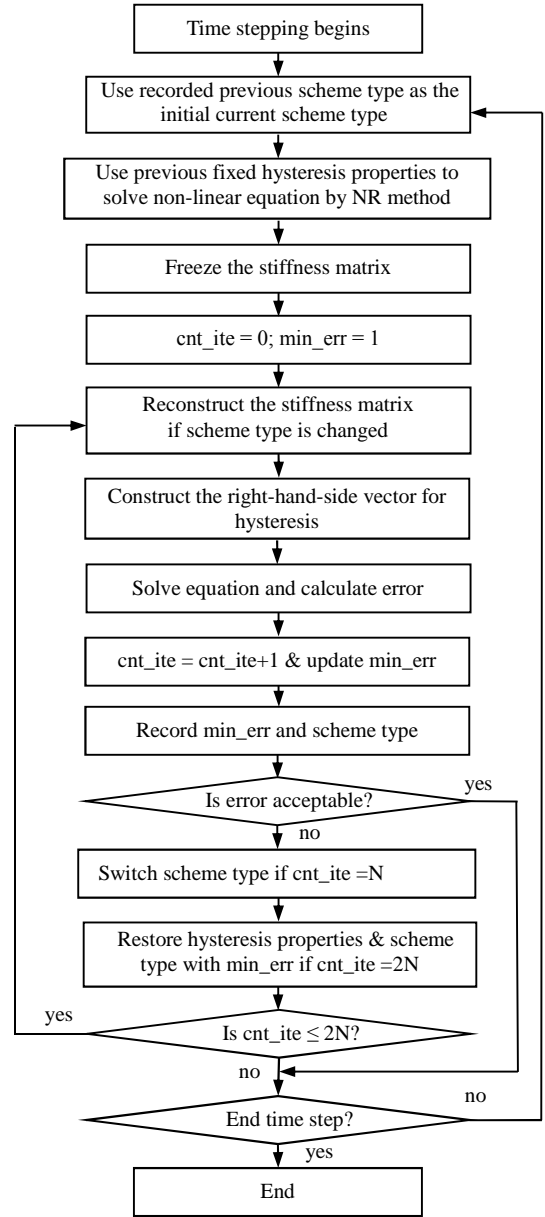 Time stepping begins
Use recorded previous scheme type as the
initial current scheme type
Use previous fixed hysteresis properties to
solve non-linear equation by NR method
Freeze the stiffness matrix
cnt_ite = 0; min_err = 1
Reconstruct the stiffness matrix
if scheme type is changed
Construct the right-hand-side vector for
hysteresis
Solve equation and calculate error
cnt_ite = cnt_ite+1 & update min_err
Record min_err and scheme type
yes
Is error acceptable?
no
Switch scheme type if cnt_ite =N
Restore hysteresis properties & scheme
type with min_err if cnt_ite =2N
yes
Is cnt_ite ≤ 2N?
no
no
End time step?
yes
End